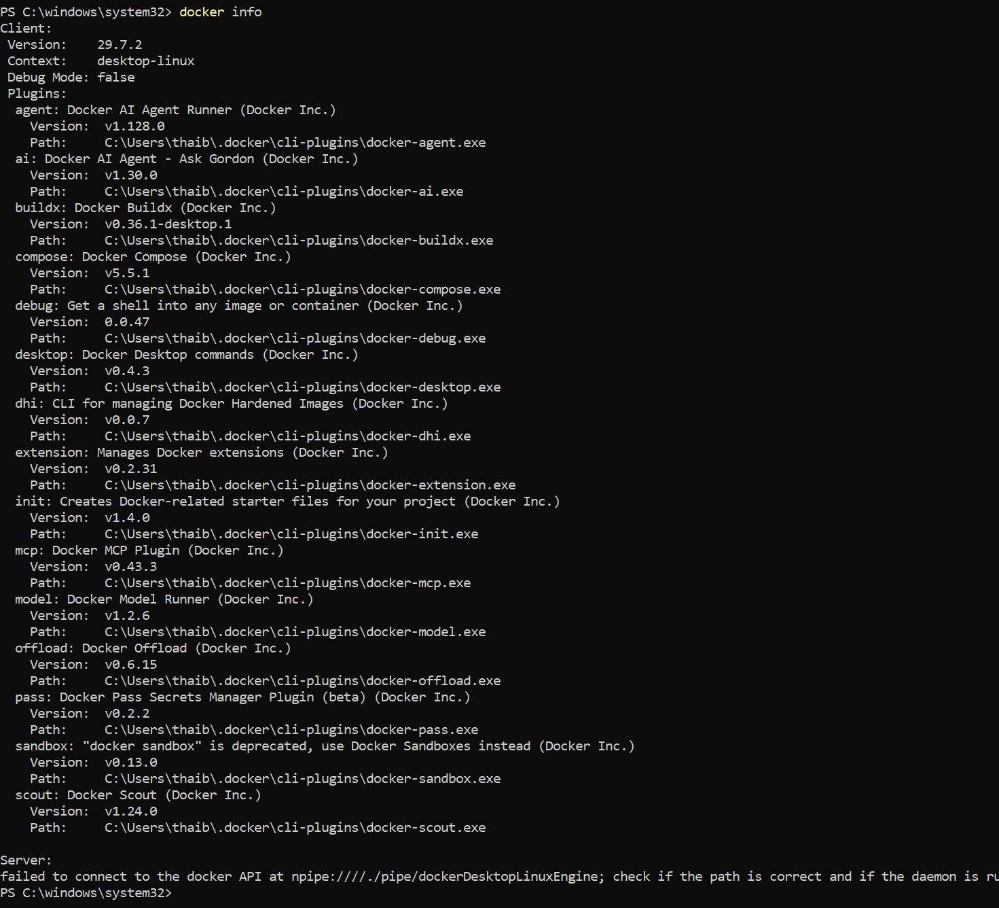 PS C:\windows\system32> docker info
Client:
 Version:    29.7.2
 Context:    desktop-linux
 Debug Mode: false
 Plugins:
  agent: Docker AI Agent Runner (Docker Inc.)
    Version:  v1.128.0
    Path:     C:\Users\thaib\.docker\cli-plugins\docker-agent.exe
  ai: Docker AI Agent - Ask Gordon (Docker Inc.)
    Version:  v1.30.0
    Path:     C:\Users\thaib\.docker\cli-plugins\docker-ai.exe
  buildx: Docker Buildx (Docker Inc.)
    Version:  v0.36.1-desktop.1
    Path:     C:\Users\thaib\.docker\cli-plugins\docker-buildx.exe
  compose: Docker Compose (Docker Inc.)
    Version:  v5.5.1
    Path:     C:\Users\thaib\.docker\cli-plugins\docker-compose.exe
  debug: Get a shell into any image or container (Docker Inc.)
    Version:  0.0.47
    Path:     C:\Users\thaib\.docker\cli-plugins\docker-debug.exe
  desktop: Docker Desktop commands (Docker Inc.)
    Version:  v0.4.3
    Path:     C:\Users\thaib\.docker\cli-plugins\docker-desktop.exe
  dhi: CLI for managing Docker Hardened Images (Docker Inc.)
    Version:  v0.0.7
    Path:     C:\Users\thaib\.docker\cli-plugins\docker-dhi.exe
  extension: Manages Docker extensions (Docker Inc.)
    Version:  v0.2.31
    Path:     C:\Users\thaib\.docker\cli-plugins\docker-extension.exe
  init: Creates Docker-related starter files for your project (Docker Inc.)
    Version:  v1.4.0
    Path:     C:\Users\thaib\.docker\cli-plugins\docker-init.exe
  mcp: Docker MCP Plugin (Docker Inc.)
    Version:  v0.43.3
    Path:     C:\Users\thaib\.docker\cli-plugins\docker-mcp.exe
  model: Docker Model Runner (Docker Inc.)
    Version:  v1.2.6
    Path:     C:\Users\thaib\.docker\cli-plugins\docker-model.exe
  offload: Docker Offload (Docker Inc.)
    Version:  v0.6.15
    Path:     C:\Users\thaib\.docker\cli-plugins\docker-offload.exe
  pass: Docker Pass Secrets Manager Plugin (beta) (Docker Inc.)
    Version:  v0.2.2
    Path:     C:\Users\thaib\.docker\cli-plugins\docker-pass.exe
  sandbox: "docker sandbox" is deprecated, use Docker Sandboxes instead (Docker Inc.)
    Version:  v0.13.0
    Path:     C:\Users\thaib\.docker\cli-plugins\docker-sandbox.exe
  scout: Docker Scout (Docker Inc.)
    Version:  v1.24.0
    Path:     C:\Users\thaib\.docker\cli-plugins\docker-scout.exe

Server:
failed to connect to the docker API at npipe:////./pipe/dockerDesktopLinuxEngine; check if the path is correct and if the daemon is ru
PS C:\windows\system32>